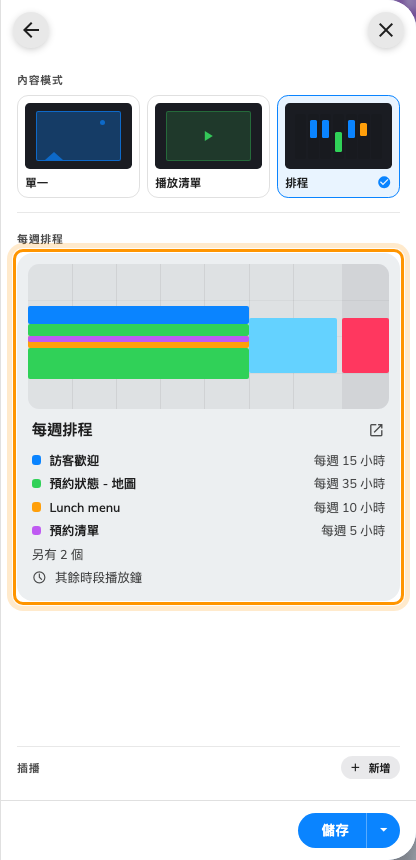 內容模式
單一
播放清單
排程
每週排程
每週排程
訪客歡迎 每週 15 小時
預約狀態 - 地圖 每週 35 小時
Lunch menu 每週 10 小時
預約清單 每週 5 小時
另有 2 個
其餘時段播放鐘
插播
+ 新增
儲存